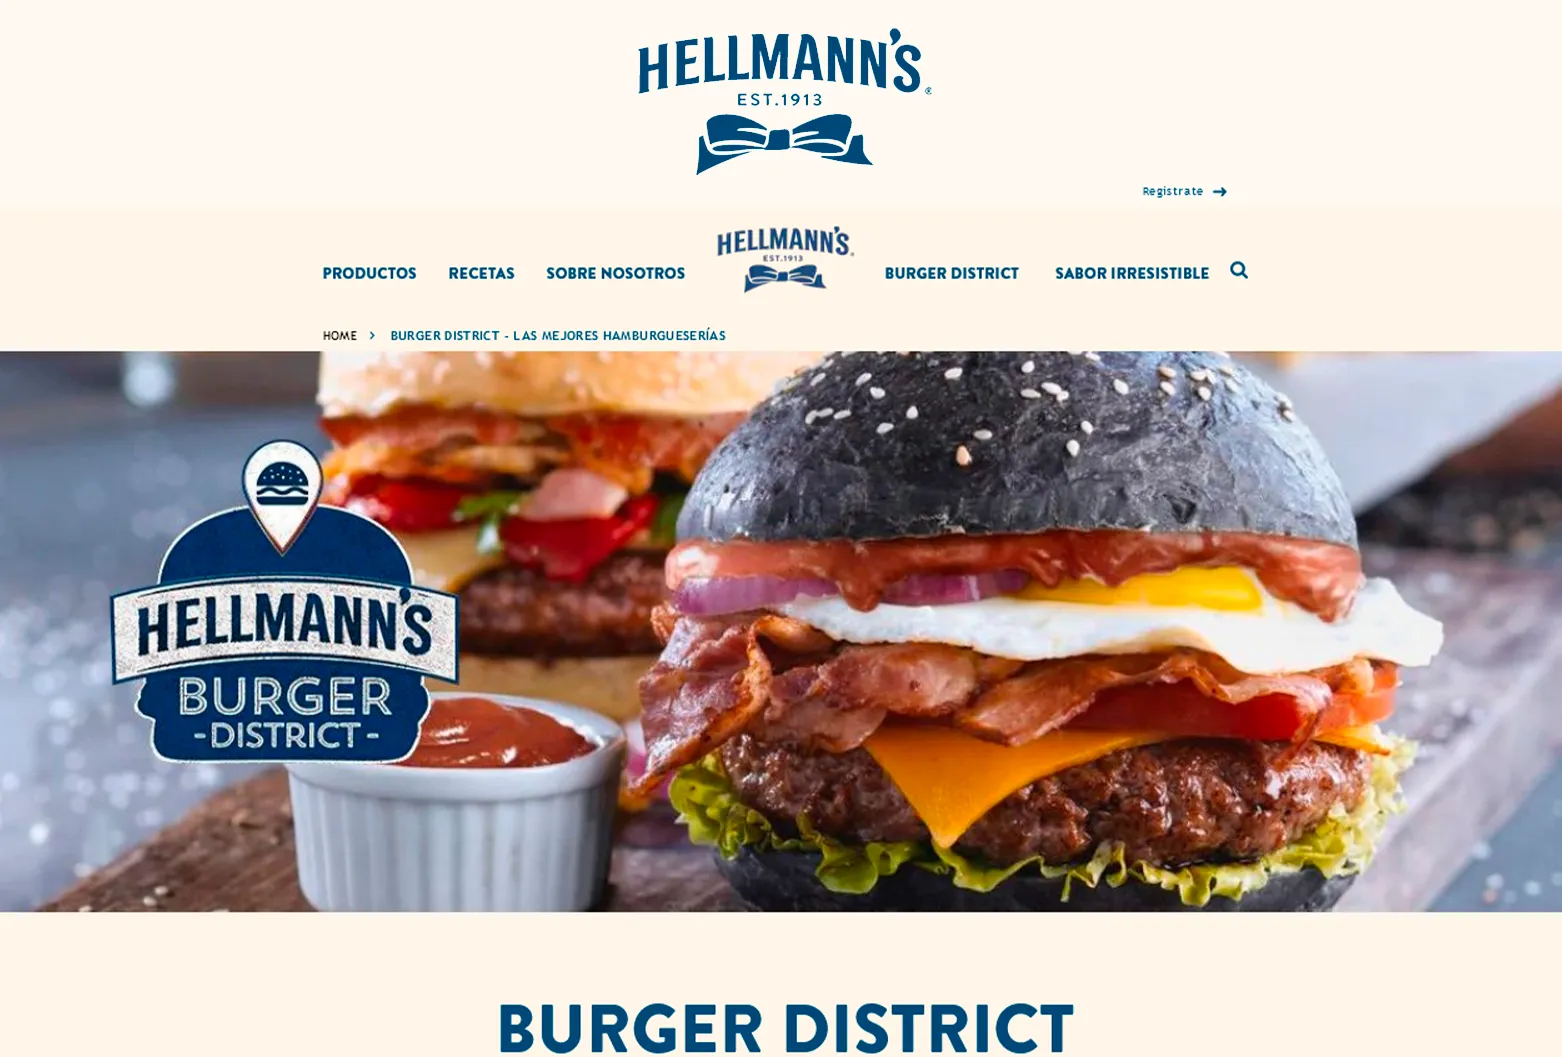 HELLMANN'S®
EST.1913
Registrate
PRODUCTOS
RECETAS
SOBRE NOSOTROS
HELLMANN'S
EST.1913
BURGER DISTRICT
SABOR IRRESISTIBLE
HOME > BURGER DISTRICT - LAS MEJORES HAMBURGUESERÍAS
HELLMANN'S
BURGER
-DISTRICT-
BURGER DISTRICT